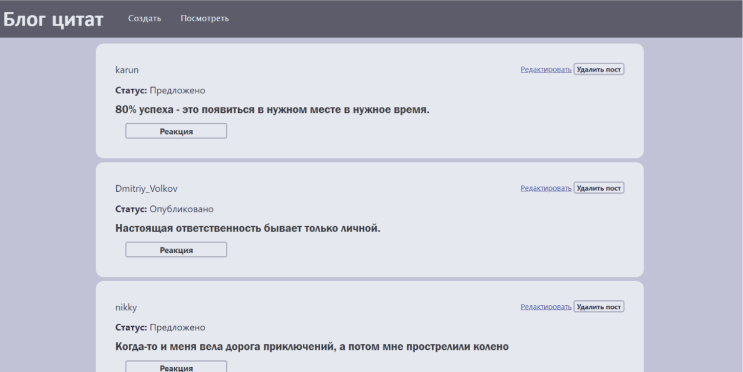 Блог цитат Создать Посмотреть
karun Редактировать Удалить пост
Статус: Предложено
80% успеха - это появиться в нужном месте в нужное время.
Реакция
Dmitriy_Volkov Редактировать Удалить пост
Статус: Опубликовано
Настоящая ответственность бывает только личной.
Реакция
nikky Редактировать Удалить пост
Статус: Предложено
Когда-то и меня вела дорога приключений, а потом мне прострелили колено
Реакция